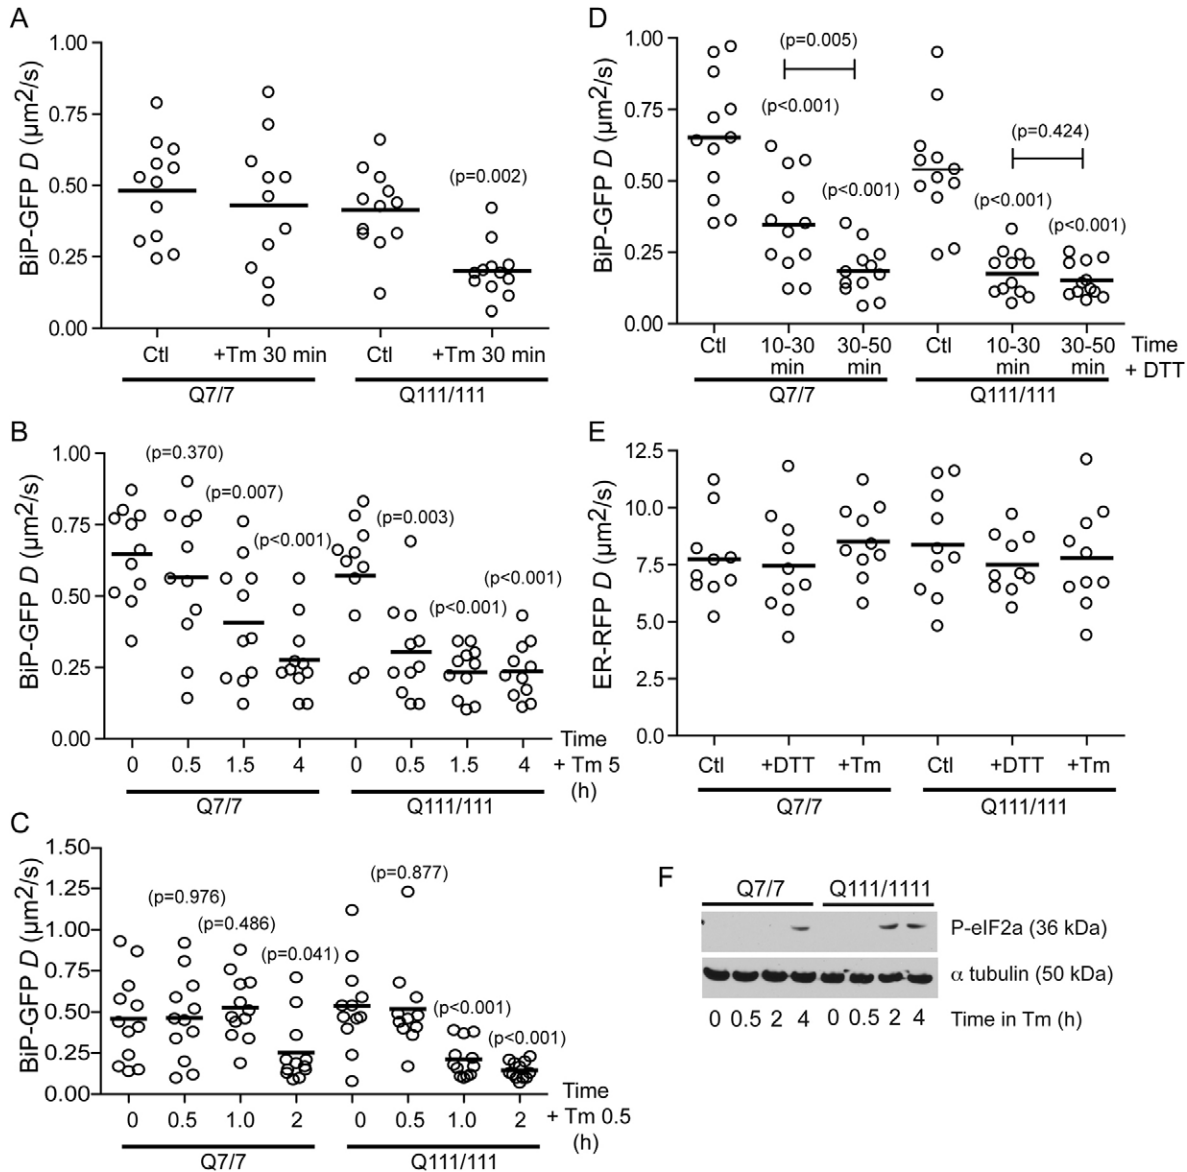 A
BiP-GFP D (μm2/s)
1.00
0.75
0.50
0.25
0.00
(p=0.002)
Ctl +Tm 30 min Ctl +Tm 30 min
Q7/7 Q111/111
B
BiP-GFP D (μm2/s)
1.00
0.75
0.50
0.25
0.00
(p=0.370)
(p=0.007)
(p<0.001)
(p=0.003)
(p<0.001)
(p<0.001)
0 0.5 1.5 4 0 0.5 1.5 4
Time
+ Tm 5
(h)
Q7/7 Q111/111
C
BiP-GFP D (μm2/s)
1.50
1.25
1.00
0.75
0.50
0.25
0.00
(p=0.976)
(p=0.486)
(p=0.041)
(p=0.877)
(p<0.001)
(p<0.001)
0 0.5 1.0 2 0 0.5 1.0 2
Time
+ Tm 0.5
(h)
Q7/7 Q111/111
D
BiP-GFP D (μm2/s)
1.00
0.75
0.50
0.25
0.00
(p=0.005)
(p<0.001)
(p<0.001)
(p=0.424)
(p<0.001)
(p<0.001)
Ctl 10-30 30-50 Ctl 10-30 30-50 Time
min min min min + DTT
Q7/7 Q111/111
E
ER-RFP D (μm2/s)
12.5
10.0
7.5
5.0
2.5
0.0
Ctl +DTT +Tm Ctl +DTT +Tm
Q7/7 Q111/111
F
Q7/7 Q111/1111
P-eIF2a (36 kDa)
α tubulin (50 kDa)
0 0.5 2 4 0 0.5 2 4 Time in Tm (h)